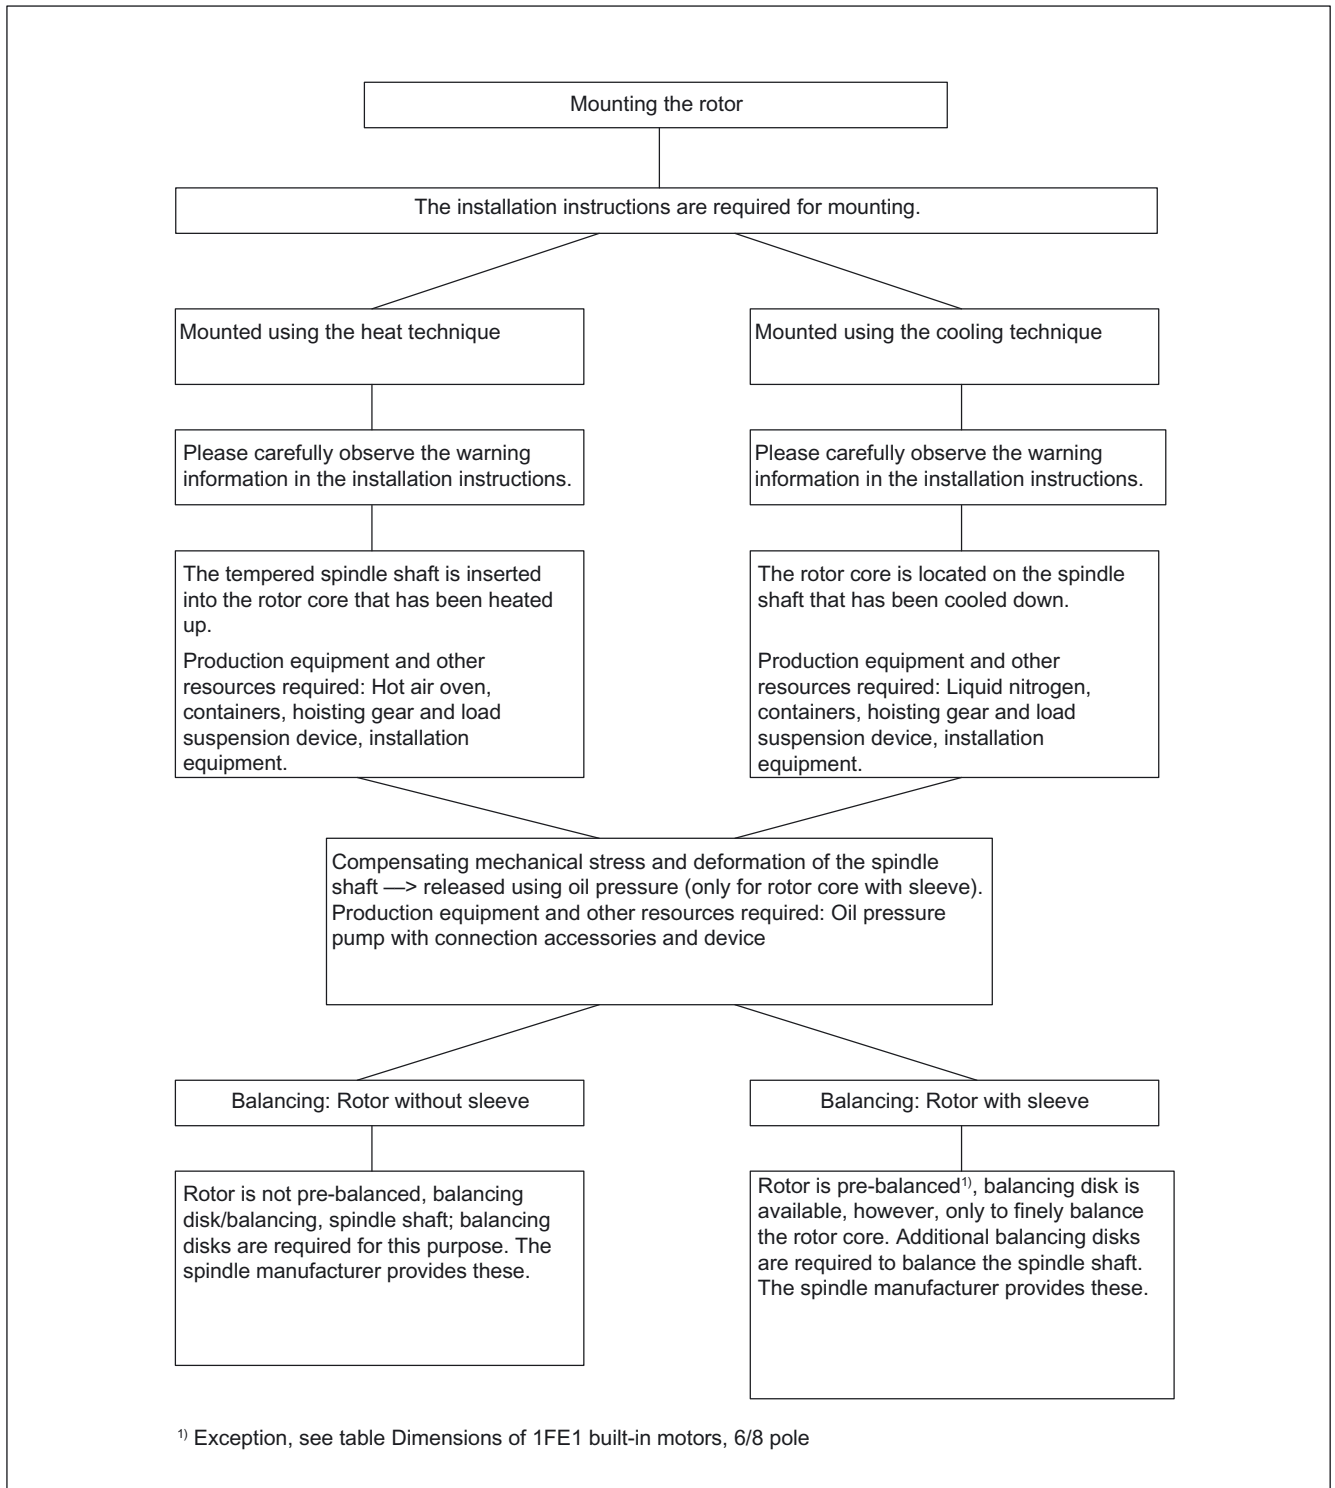 Mounting the rotor
The installation instructions are required for mounting.
Mounted using the heat technique
Mounted using the cooling technique
Please carefully observe the warning
information in the installation instructions.
Please carefully observe the warning
information in the installation instructions.
The tempered spindle shaft is inserted
into the rotor core that has been heated
up.
Production equipment and other
resources required: Hot air oven,
containers, hoisting gear and load
suspension device, installation
equipment.
The rotor core is located on the spindle
shaft that has been cooled down.
Production equipment and other
resources required: Liquid nitrogen,
containers, hoisting gear and load
suspension device, installation
equipment.
Compensating mechanical stress and deformation of the spindle
shaft —> released using oil pressure (only for rotor core with sleeve).
Production equipment and other resources required: Oil pressure
pump with connection accessories and device
Balancing: Rotor without sleeve
Balancing: Rotor with sleeve
Rotor is not pre-balanced, balancing
disk/balancing, spindle shaft; balancing
disks are required for this purpose. The
spindle manufacturer provides these.
Rotor is pre-balanced¹⁾, balancing disk is
available, however, only to finely balance
the rotor core. Additional balancing disks
are required to balance the spindle shaft.
The spindle manufacturer provides these.
¹⁾ Exception, see table Dimensions of 1FE1 built-in motors, 6/8 pole